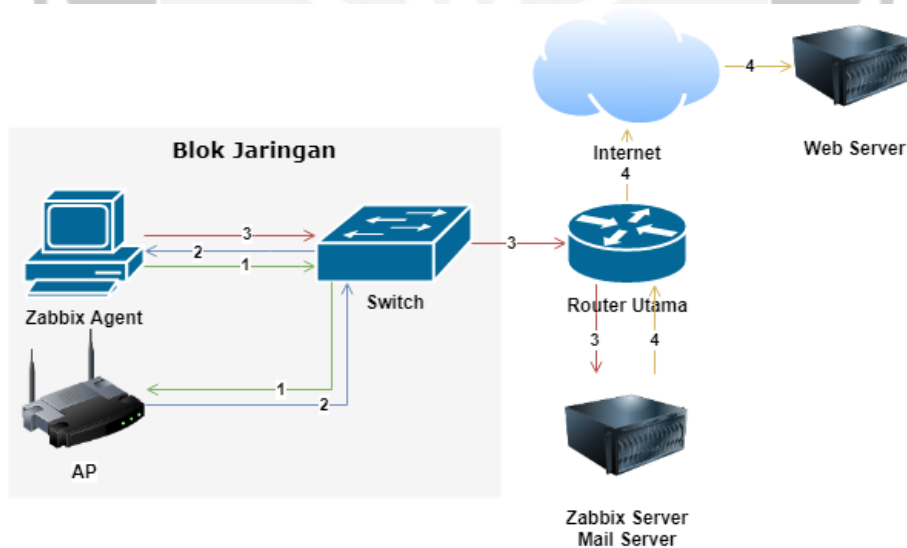 4
Internet
4
Web Server
Blok Jaringan
3
2
1
3
Zabbix Agent
Switch
Router Utama
3
4
1
2
AP
Zabbix Server
Mail Server